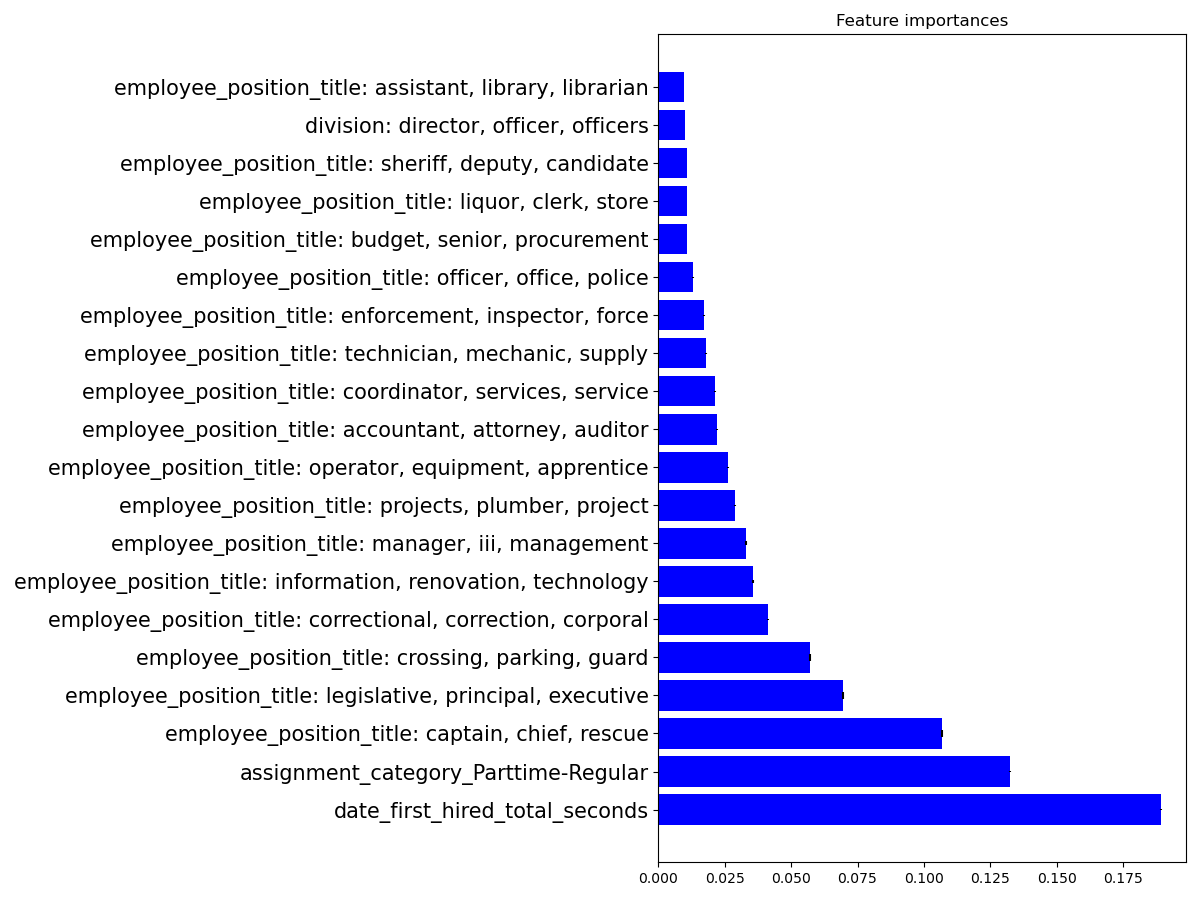 Feature importances
employee_position_title: assistant, library, librarian
division: director, officer, officers
employee_position_title: sheriff, deputy, candidate
employee_position_title: liquor, clerk, store
employee_position_title: budget, senior, procurement
employee_position_title: officer, office, police
employee_position_title: enforcement, inspector, force
employee_position_title: technician, mechanic, supply
employee_position_title: coordinator, services, service
employee_position_title: accountant, attorney, auditor
employee_position_title: operator, equipment, apprentice
employee_position_title: projects, plumber, project
employee_position_title: manager, iii, management
employee_position_title: information, renovation, technology
employee_position_title: correctional, correction, corporal
employee_position_title: crossing, parking, guard
employee_position_title: legislative, principal, executive
employee_position_title: captain, chief, rescue
assignment_category_Parttime-Regular
date_first_hired_total_seconds
0.000 0.025 0.050 0.075 0.100 0.125 0.150 0.175